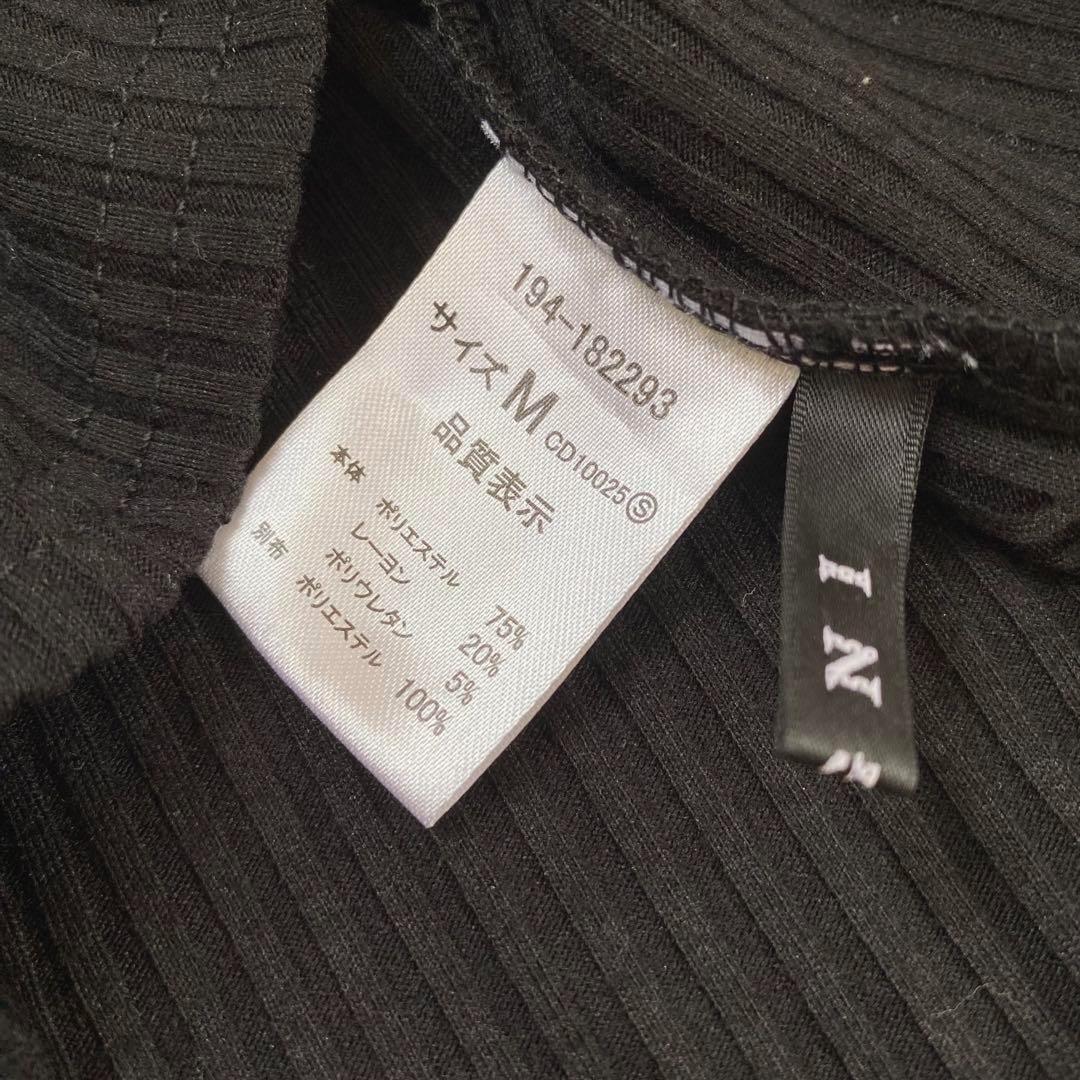 194-182293
サイズ M CD10025Ⓢ
品質表示
本体 ポリエステル 75%
レーヨン 20%
ポリウレタン 5%
別布 ポリエステル 100%
IN